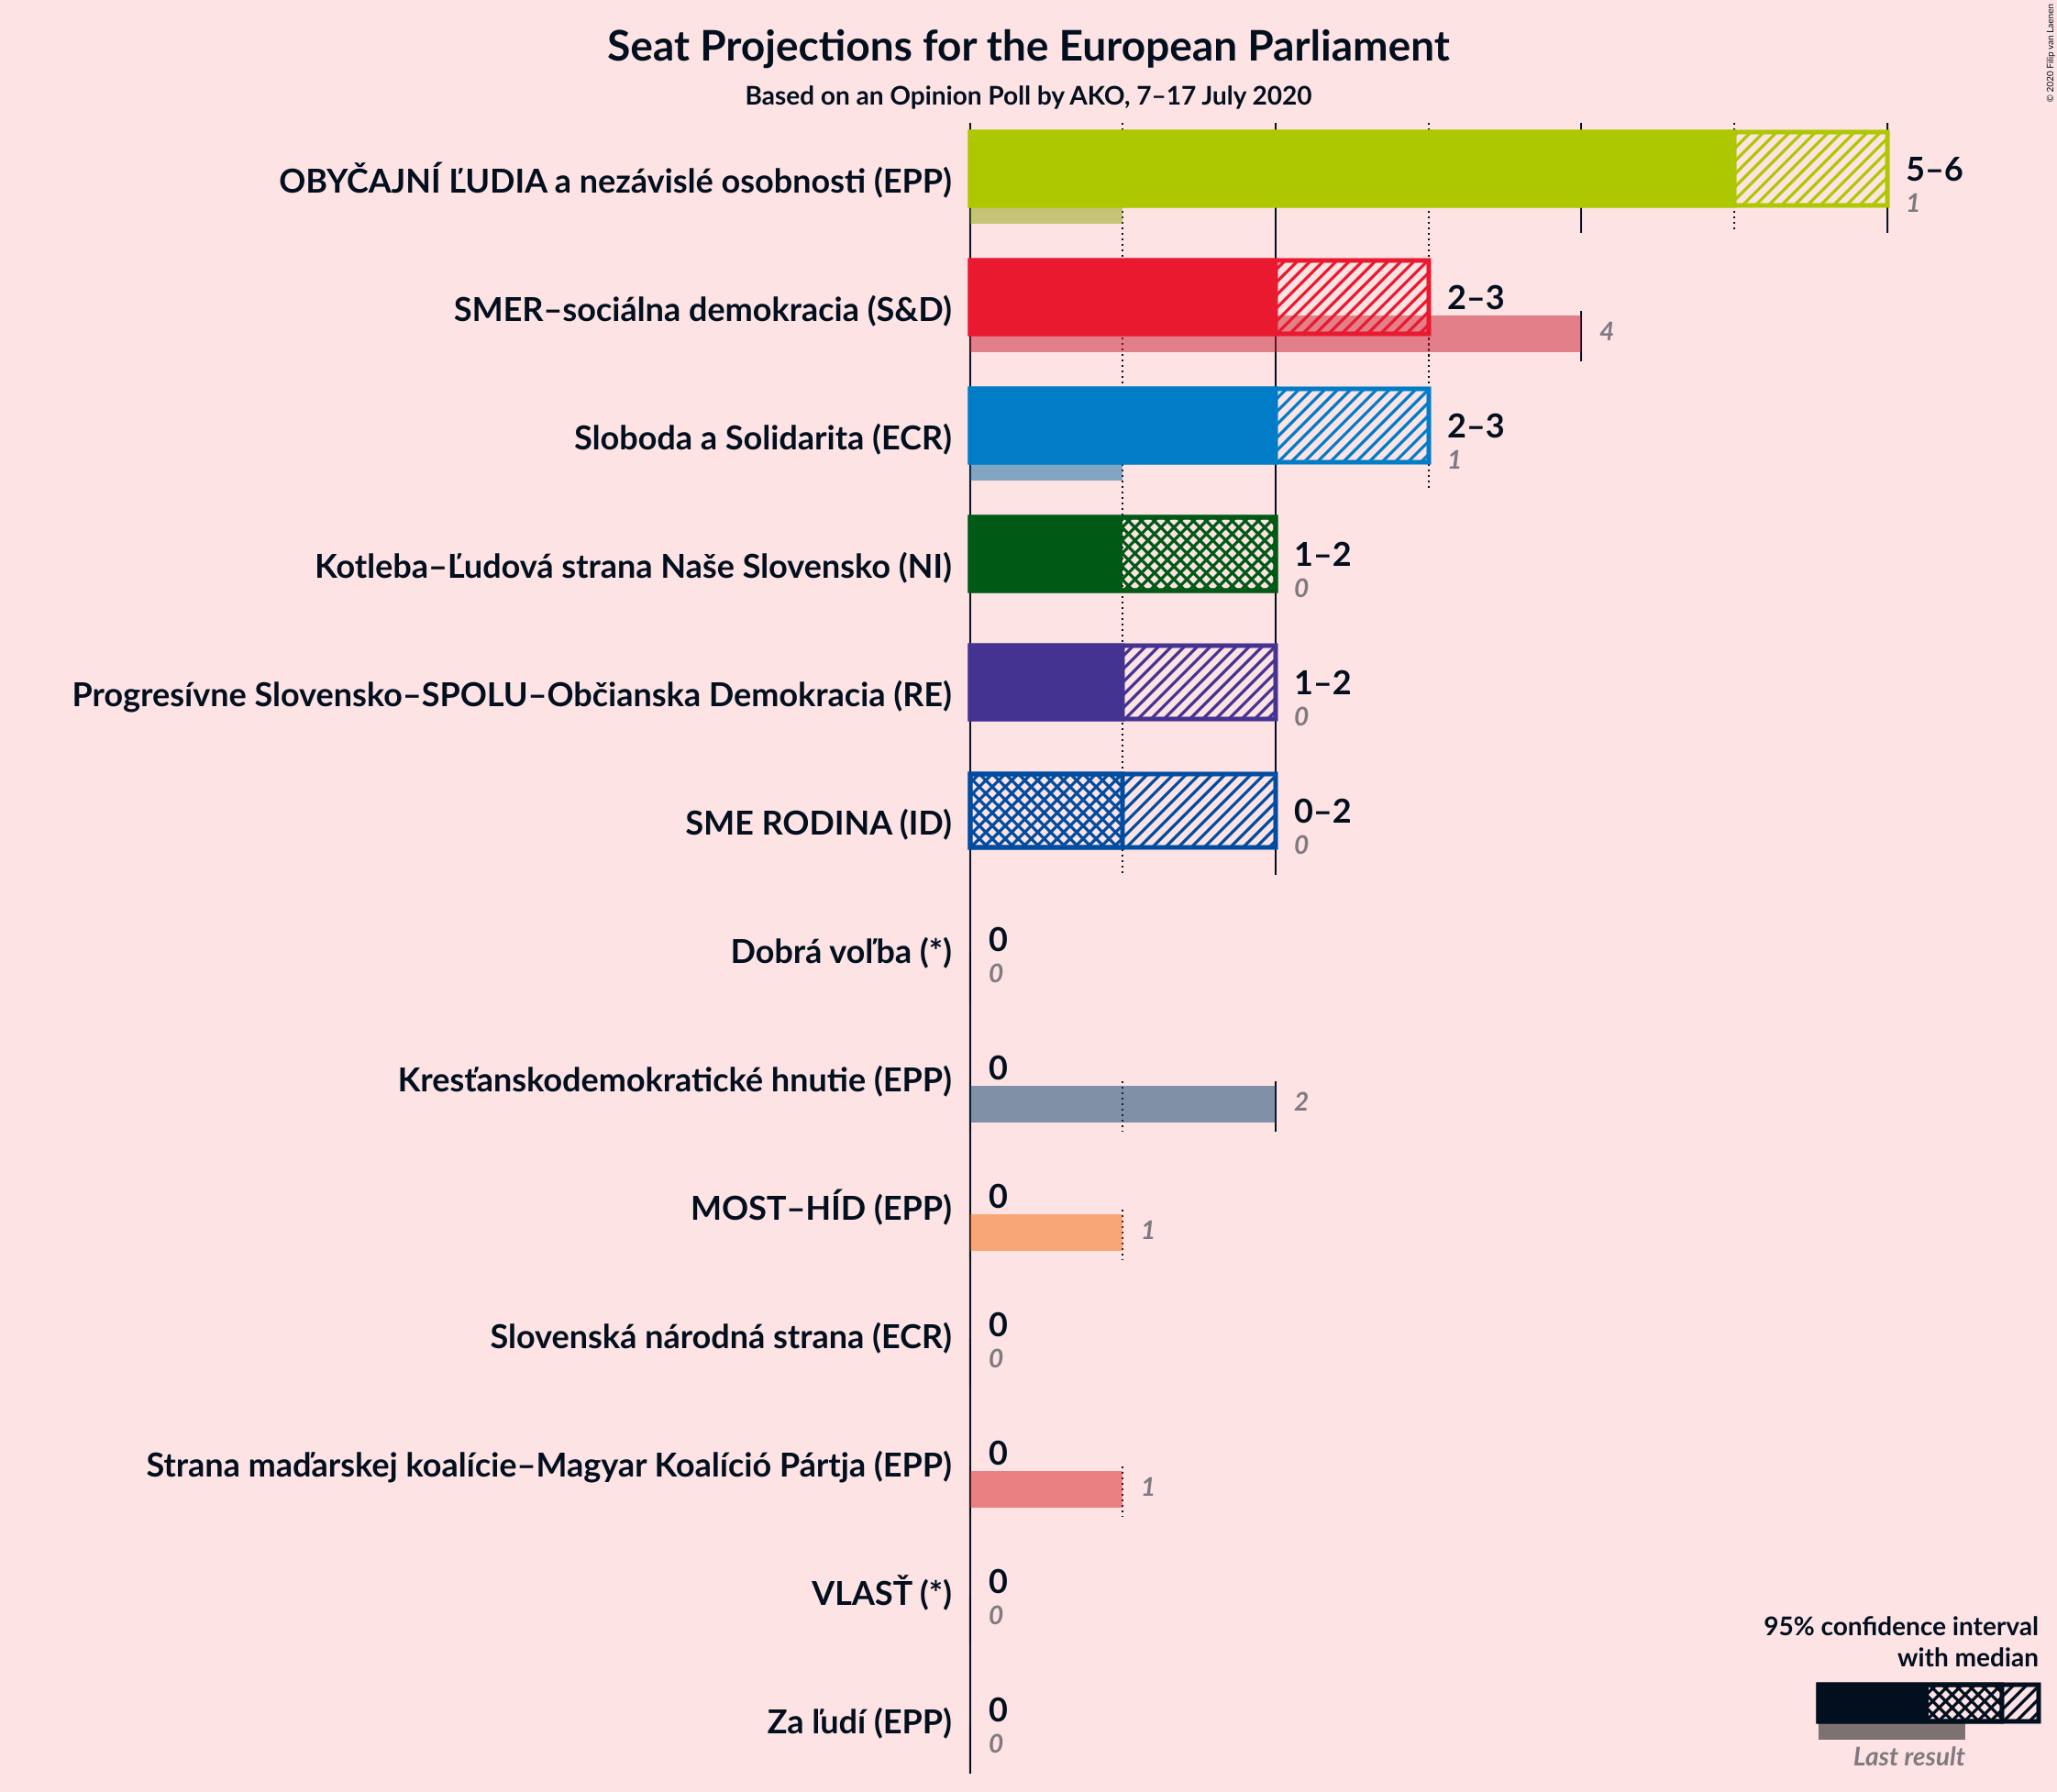 Seat Projections for the European Parliament
Based on an Opinion Poll by AKO, 7–17 July 2020
© 2020 Filip van Laenen
OBYČAJNÍ ĽUDIA a nezávislé osobnosti (EPP)
5–6
1
SMER–sociálna demokracia (S&D)
2–3
4
Sloboda a Solidarita (ECR)
2–3
1
Kotleba–Ľudová strana Naše Slovensko (NI)
1–2
0
Progresívne Slovensko–SPOLU–Občianska Demokracia (RE)
1–2
0
SME RODINA (ID)
0–2
0
Dobrá voľba (*)
0
0
Kresťanskodemokratické hnutie (EPP)
0
2
MOST–HÍD (EPP)
0
1
Slovenská národná strana (ECR)
0
0
Strana maďarskej koalície–Magyar Koalíció Pártja (EPP)
0
1
VLASŤ (*)
0
0
Za ľudí (EPP)
0
0
95% confidence interval
with median
Last result